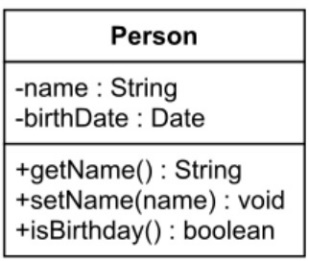 Person
-name : String
-birthDate : Date
+getName() : String
+setName(name) : void
+isBirthday() : boolean